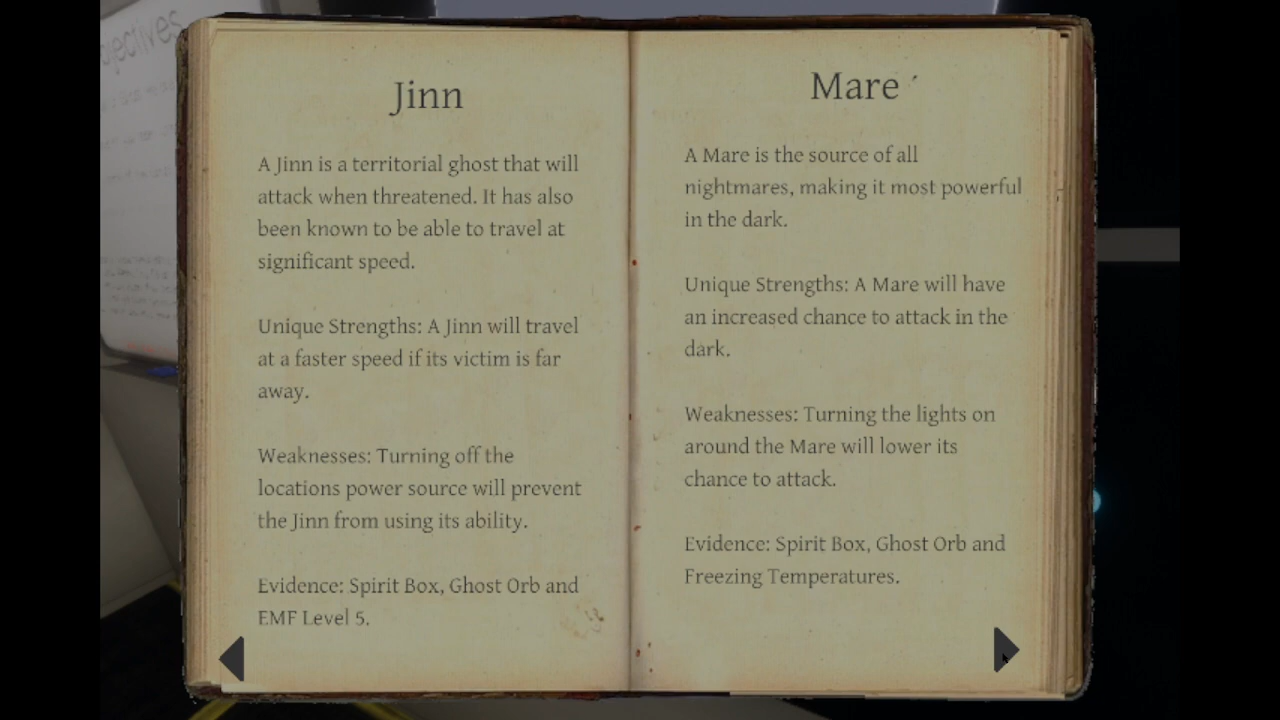 Jinn
A Jinn is a territorial ghost that will
attack when threatened. It has also
been known to be able to travel at
significant speed.
Unique Strengths: A Jinn will travel
at a faster speed if its victim is far
away.
Weaknesses: Turning off the
locations power source will prevent
the Jinn from using its ability.
Evidence: Spirit Box, Ghost Orb and
EMF Level 5.
Mare
A Mare is the source of all
nightmares, making it most powerful
in the dark.
Unique Strengths: A Mare will have
an increased chance to attack in the
dark.
Weaknesses: Turning the lights on
around the Mare will lower its
chance to attack.
Evidence: Spirit Box, Ghost Orb and
Freezing Temperatures.